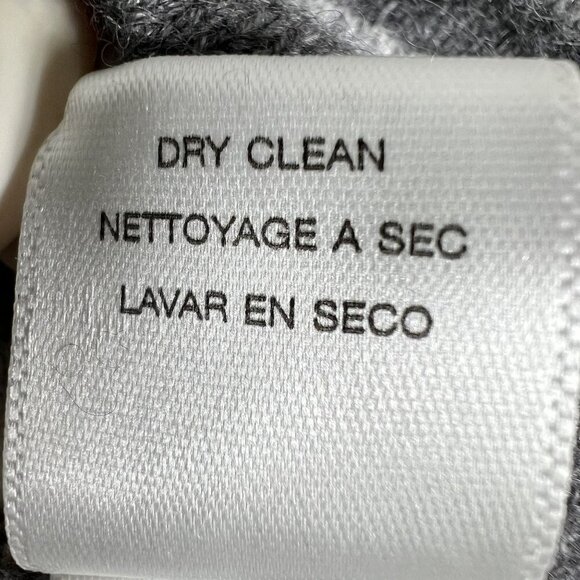 DRY CLEAN
NETTOYAGE A SEC
LAVAR EN SECO